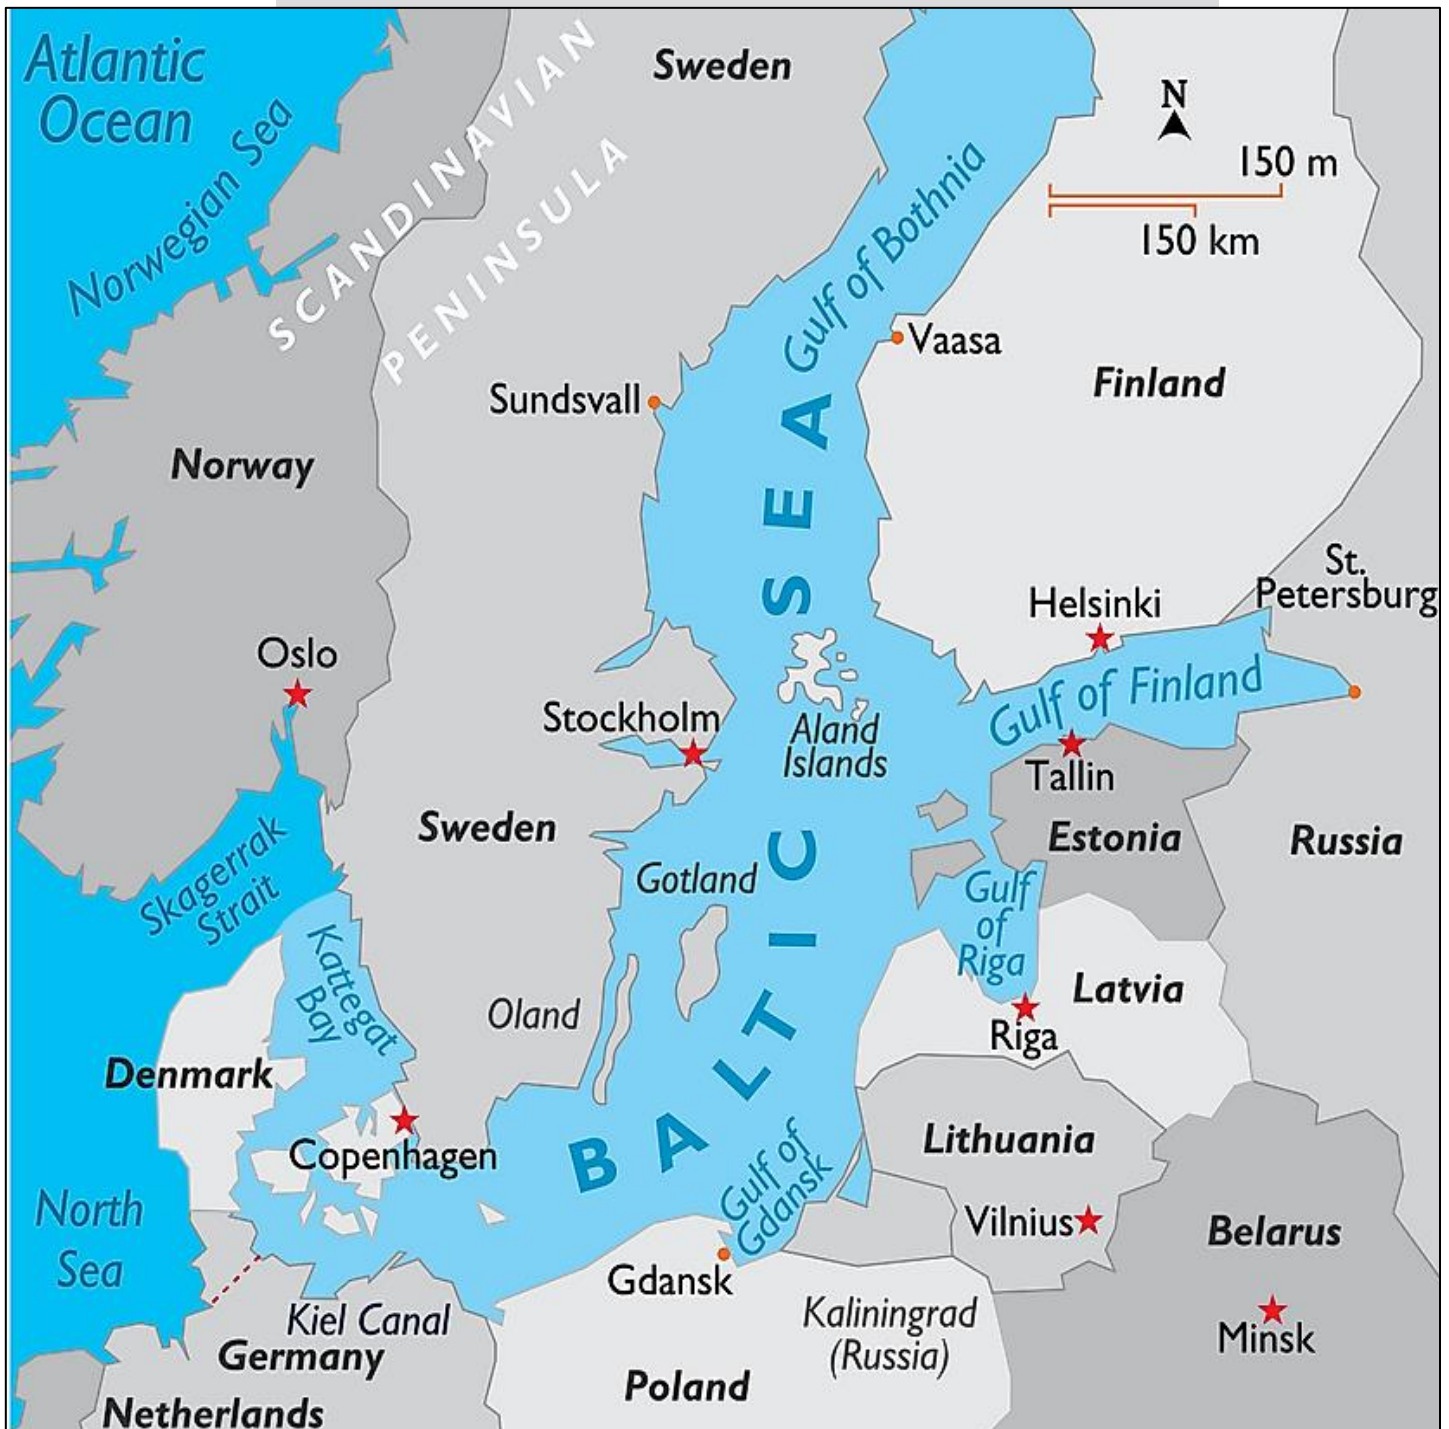 Atlantic
Ocean
Norwegian Sea
SCANDINAVIAN
PENINSULA
Sweden
N
150 m
150 km
Gulf of Bothnia
Vaasa
Sundsvall
Finland
Norway
BALTIC SEA
St.
Petersburg
Helsinki
Oslo
Gulf of Finland
Stockholm
Aland
Islands
Tallin
Sweden
Estonia
Russia
Skagerrak
Strait
Gotland
Gulf
of
Riga
Kattegat
Bay
Latvia
Oland
Riga
Denmark
Copenhagen
Lithuania
Gulf of
Gdansk
North
Sea
Vilnius
Belarus
Gdansk
Kiel Canal
Kaliningrad
(Russia)
Minsk
Germany
Poland
Netherlands